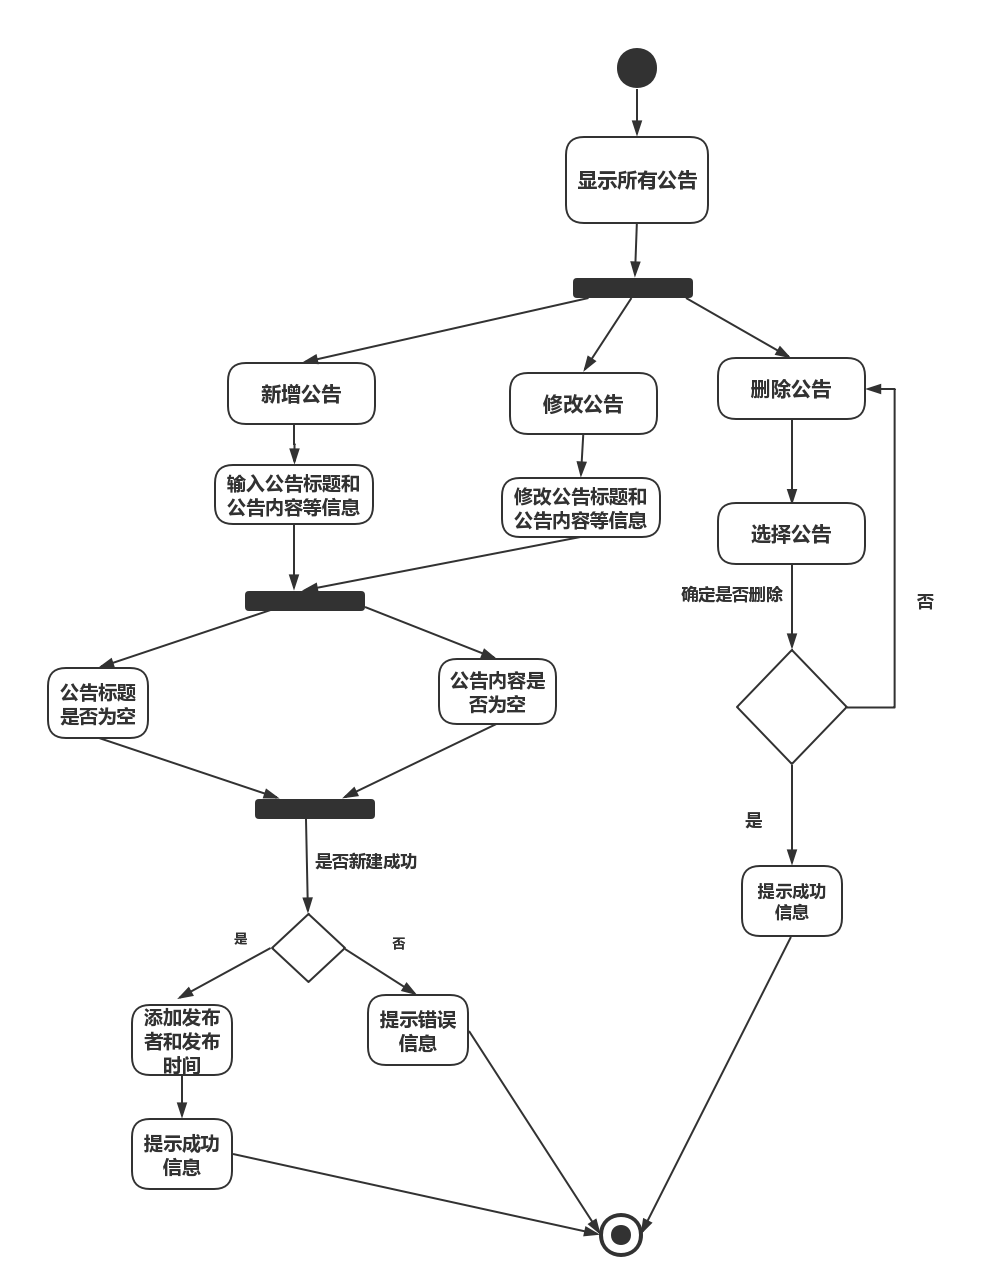 显示所有公告
新增公告
修改公告
删除公告
输入公告标题和
公告内容等信息
修改公告标题和
公告内容等信息
选择公告
确定是否删除
否
公告标题
是否为空
公告内容是
否为空
是
是否新建成功
提示成功
信息
是
否
添加发布
者和发布
时间
提示错误
信息
提示成功
信息